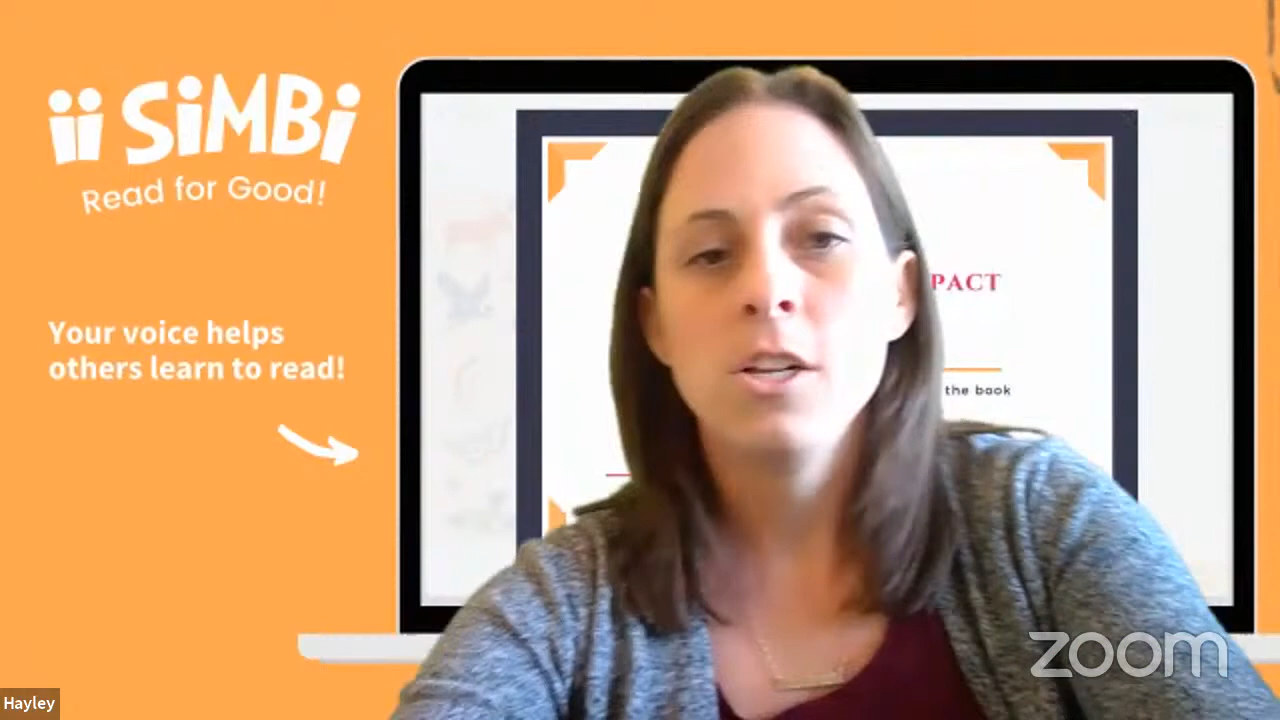 SiMBi
Read for Good!
Your voice helps
others learn to read!
PACT
the book
zoom
Hayley